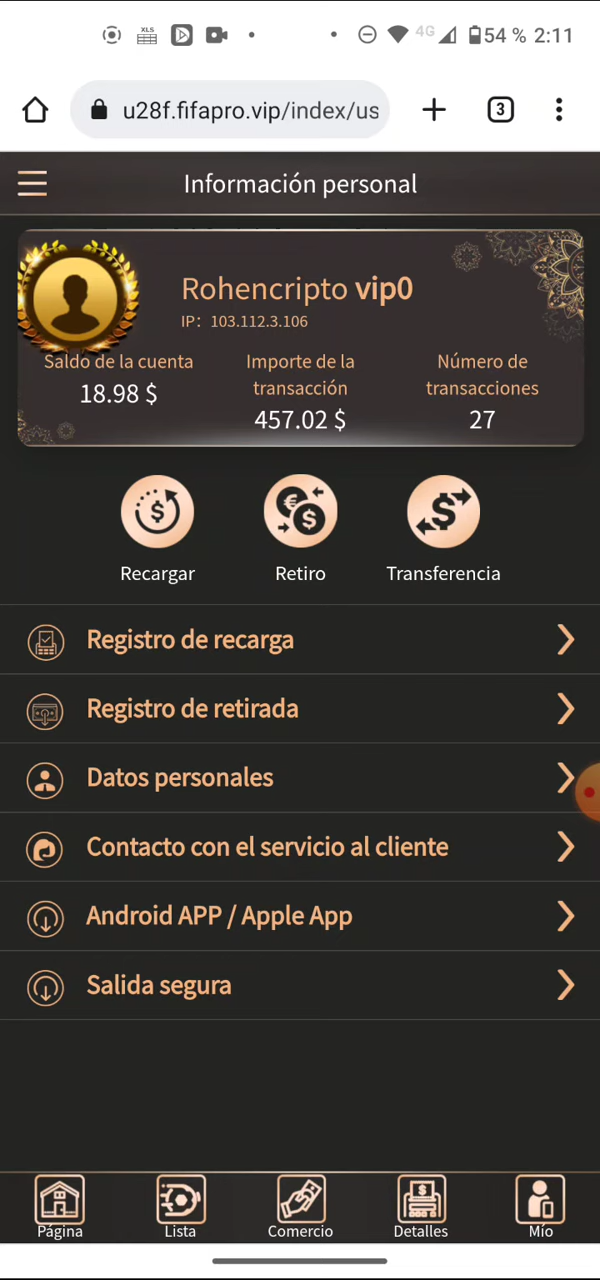 XLS
4G
54 % 2:11
u28f.fifapro.vip/index/us
3
Información personal
Rohencripto vip0
IP: 103.112.3.106
Saldo de la cuenta
18.98 $
Importe de la
transacción
457.02 $
Número de
transacciones
27
Recargar
Retiro
Transferencia
Registro de recarga
Registro de retirada
Datos personales
Contacto con el servicio al cliente
Android APP / Apple App
Salida segura
Página
Lista
Comercio
Detalles
Mío